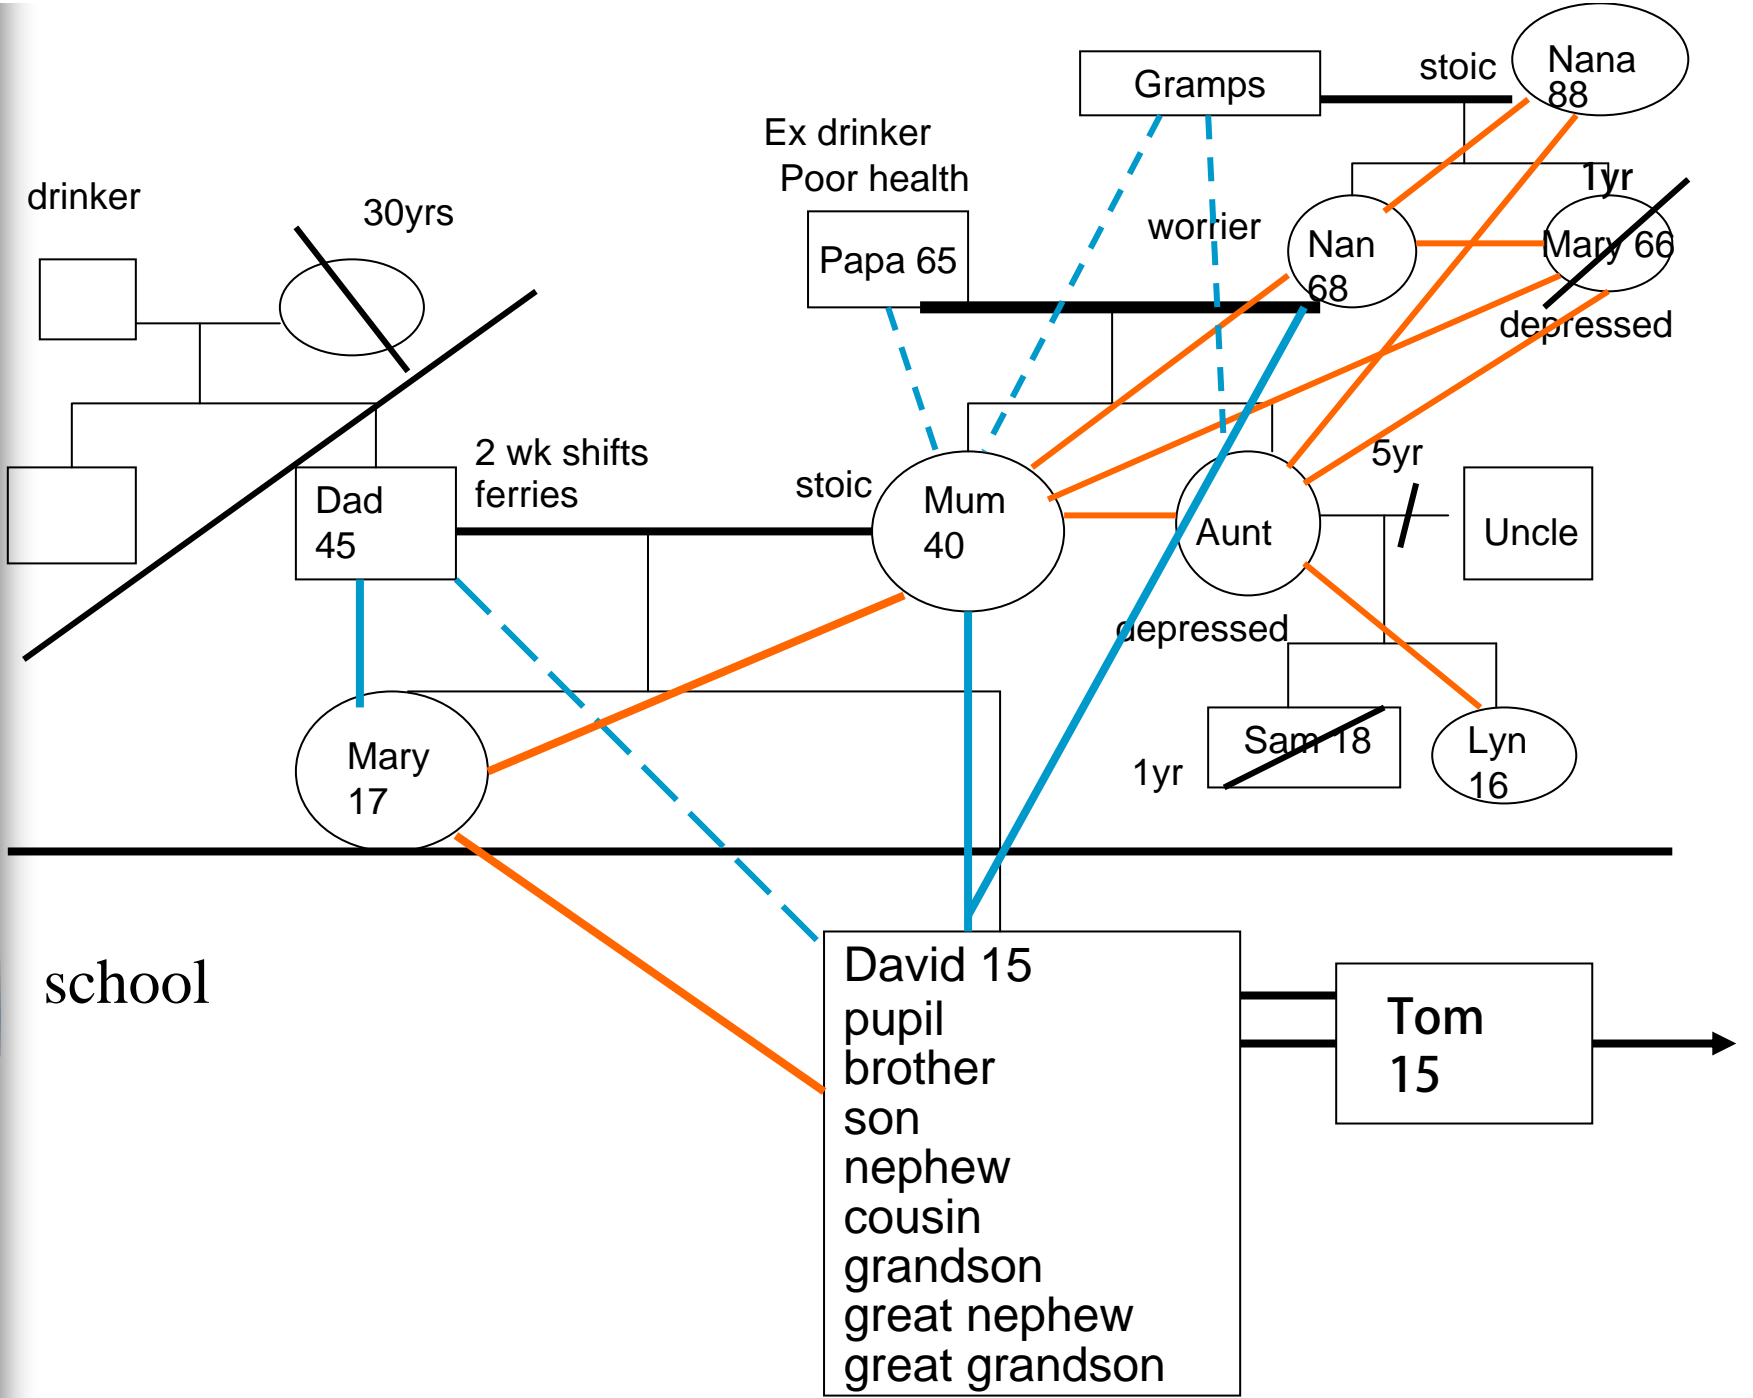 Gramps
stoic
Nana
88
Ex drinker
Poor health
drinker
30yrs
1yr
worrier
Papa 65
Nan
68
Mary 66
depressed
2 wk shifts
ferries
stoic
5yr
Dad
45
Mum
40
Aunt
Uncle
depressed
Mary
17
1yr
Sam 18
Lyn
16
school
David 15
pupil
brother
son
nephew
cousin
grandson
great nephew
great grandson
Tom
15